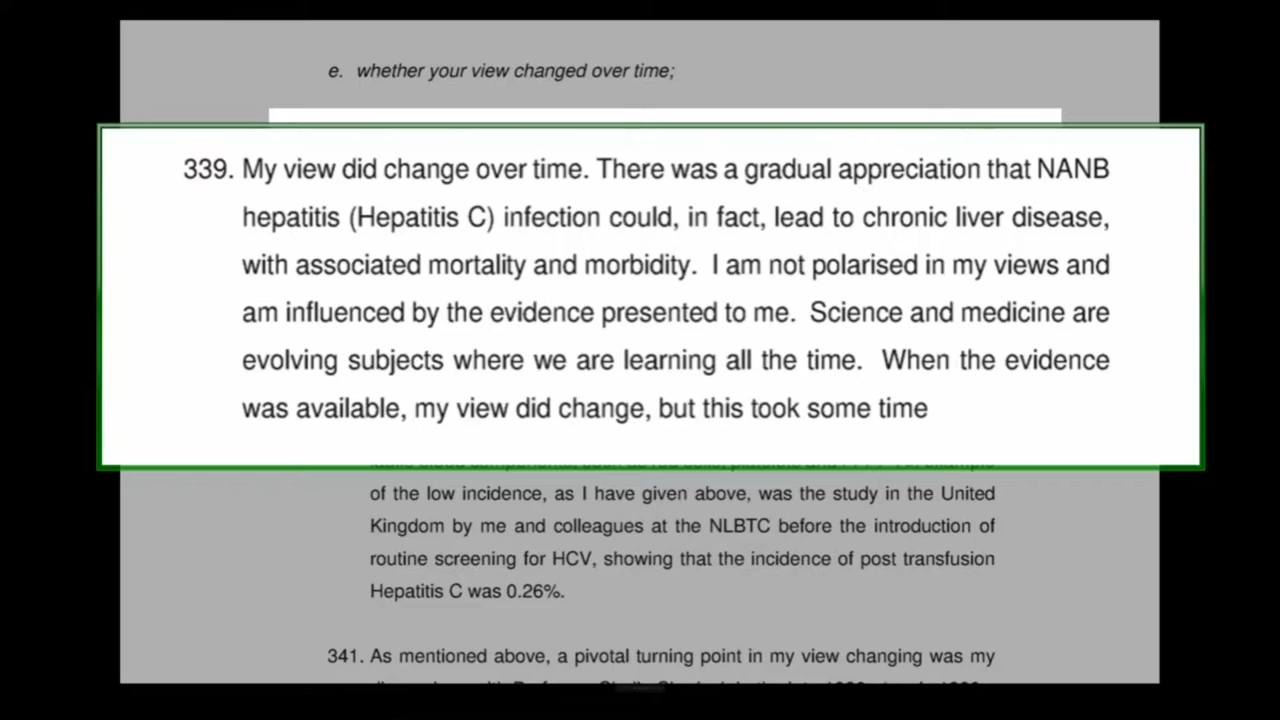 e. whether your view changed over time;
339. My view did change over time. There was a gradual appreciation that NANB
hepatitis (Hepatitis C) infection could, in fact, lead to chronic liver disease,
with associated mortality and morbidity. I am not polarised in my views and
am influenced by the evidence presented to me. Science and medicine are
evolving subjects where we are learning all the time. When the evidence
was available, my view did change, but this took some time
of the low incidence, as I have given above, was the study in the United
Kingdom by me and colleagues at the NLBTC before the introduction of
routine screening for HCV, showing that the incidence of post transfusion
Hepatitis C was 0.26%.
341. As mentioned above, a pivotal turning point in my view changing was my